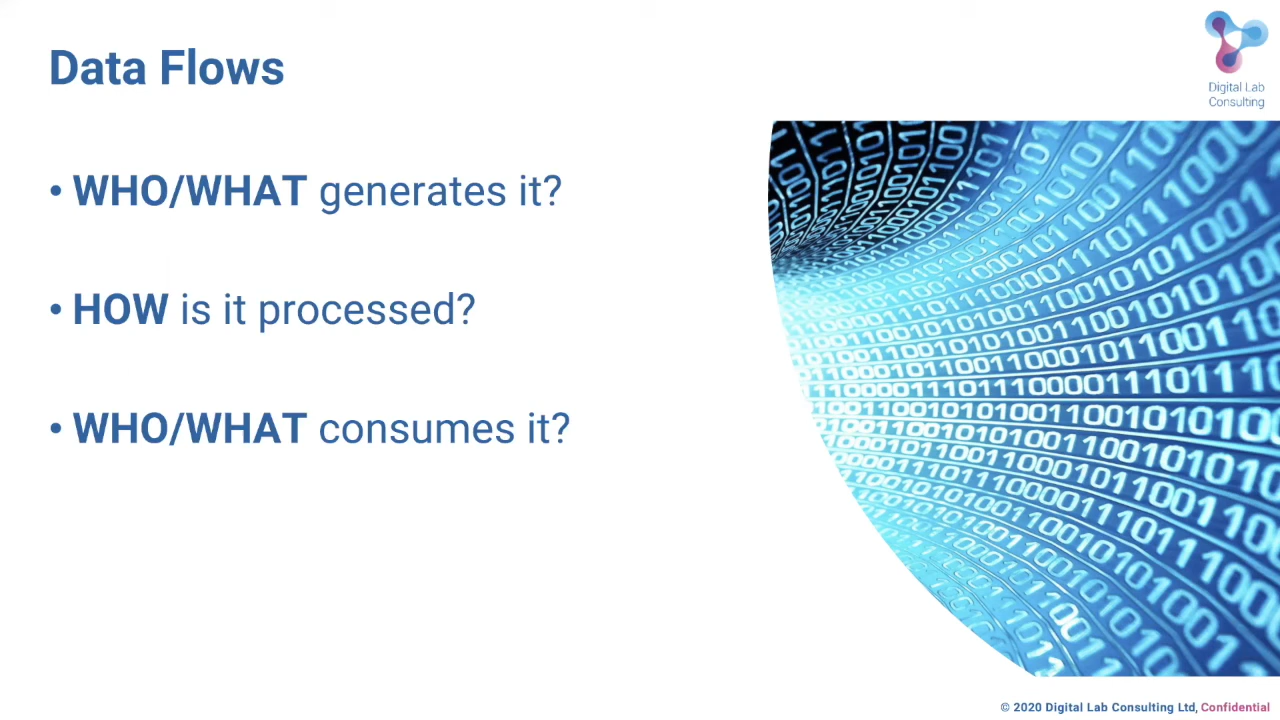 Data Flows
Digital Lab
Consulting
• WHO/WHAT generates it?
• HOW is it processed?
• WHO/WHAT consumes it?
© 2020 Digital Lab Consulting Ltd, Confidential